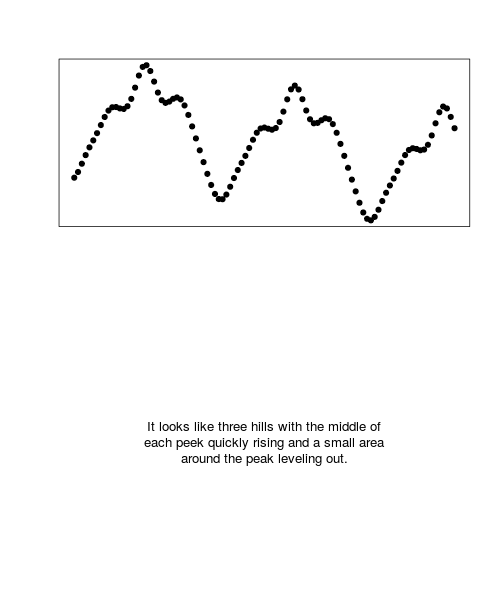 It looks like three hills with the middle of
each peek quickly rising and a small area
around the peak leveling out.